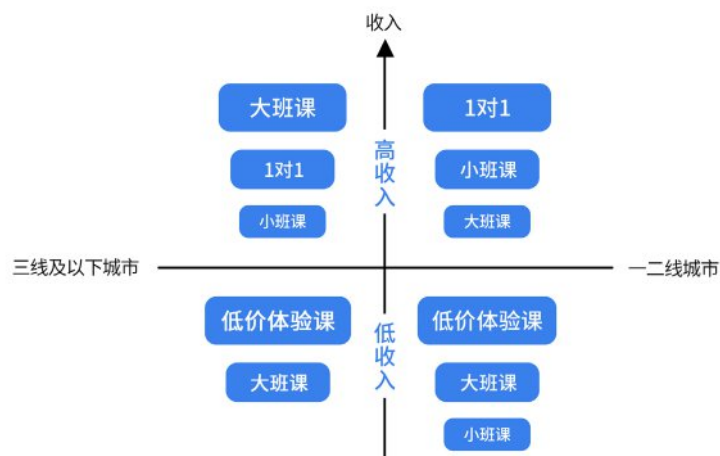 收入
大班课
1对1
小班课
高收入
1对1
小班课
大班课
三线及以下城市
一二线城市
低价体验课
大班课
低收入
低价体验课
大班课
小班课